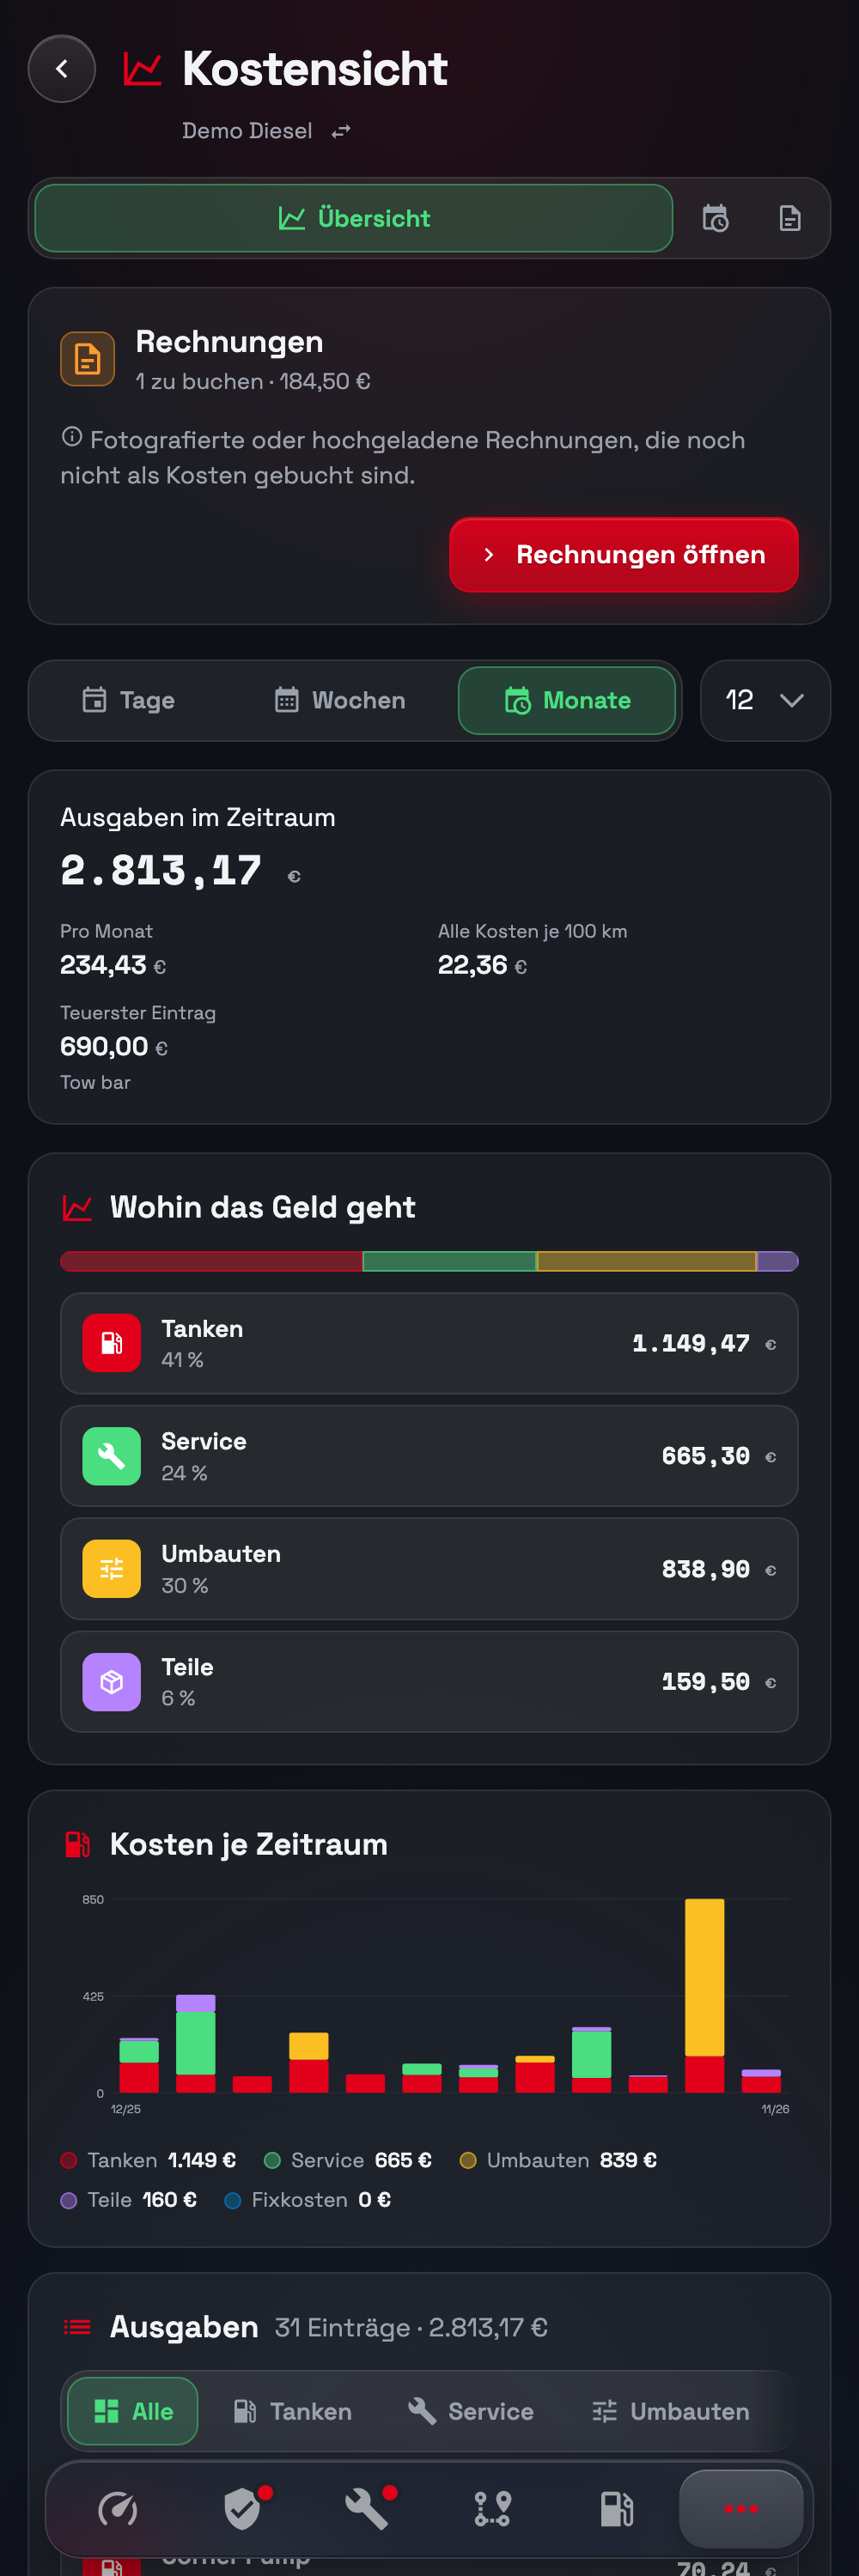 Kostensicht
Demo Diesel
Übersicht
Rechnungen
1 zu buchen · 184,50 €
Fotografierte oder hochgeladene Rechnungen, die noch
nicht als Kosten gebucht sind.
Rechnungen öffnen
Tage
Wochen
Monate
12
Ausgaben im Zeitraum
2.813,17 €
Pro Monat
234,43 €
Alle Kosten je 100 km
22,36 €
Teuerster Eintrag
690,00 €
Tow bar
Wohin das Geld geht
Tanken
41 %
1.149,47 €
Service
24 %
665,30 €
Umbauten
30 %
838,90 €
Teile
6 %
159,50 €
Kosten je Zeitraum
850
425
0
12/25
11/26
Tanken 1.149 €
Service 665 €
Umbauten 839 €
Teile 160 €
Fixkosten 0 €
Ausgaben 31 Einträge · 2.813,17 €
Alle
Tanken
Service
Umbauten
Corner Pump
70,24 €